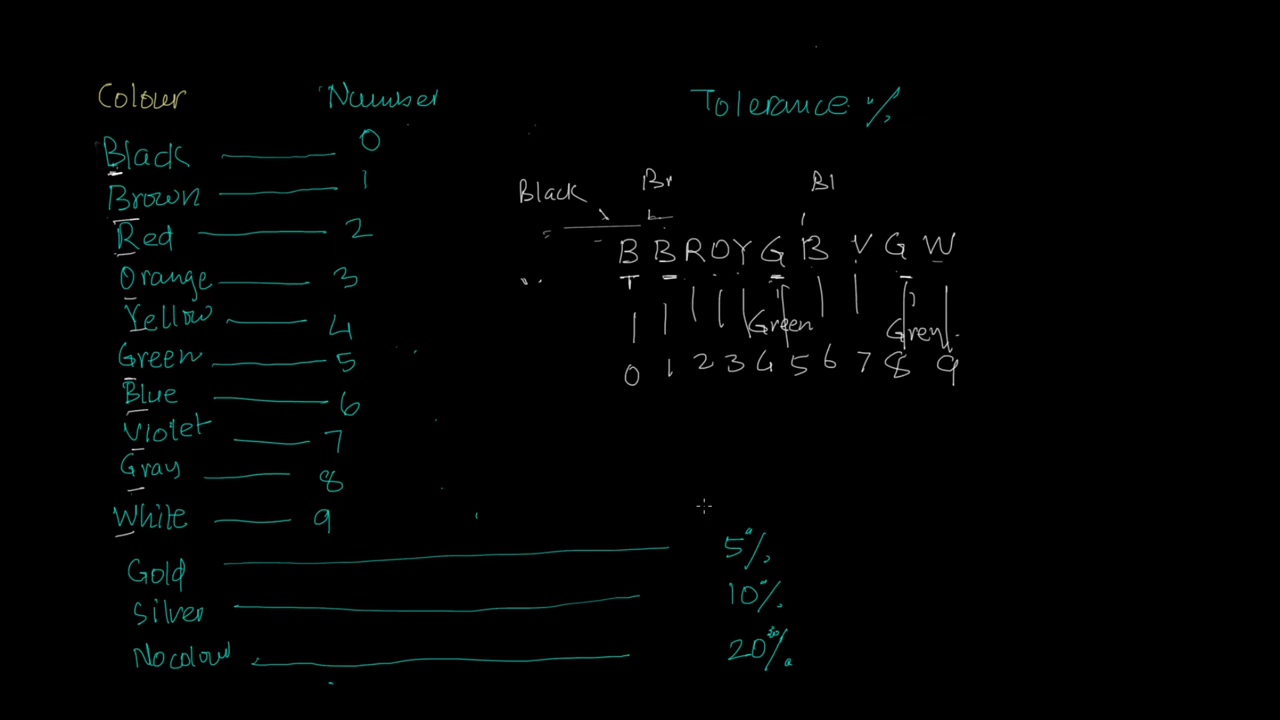 Colour Number Tolerance %
Black 0
Brown 1
Red 2
Orange 3
Yellow 4
Green 5
Blue 6
Violet 7
Gray 8
White 9
Gold 5%
Silver 10%
No colour 20%
Black Br Bl
B B R O Y G B V G W
Green Green
0 1 2 3 4 5 6 7 8 9